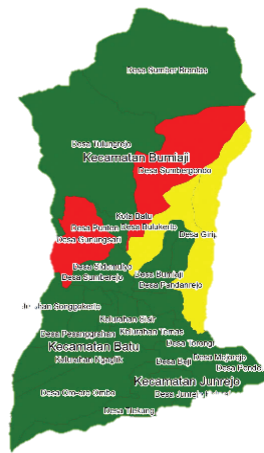 Desa Sumber Brantas
Desa Tulungrejo
Kecamatan Bumiaji
Desa Sumbergondo
Kota Batu
Desa Bulukerto
Desa Punten
Desa Gunungsari
Desa Giripurno
Desa Sidomulyo
Desa Sumberejo
Desa Bumiaji
Desa Pandanrejo
Kelurahan Songgokerto
Kelurahan Sisir
Desa Pesanggrahan
Kelurahan Temas
Kecamatan Batu
Desa Torongrejo
Kelurahan Ngaglik
Desa Beji
Desa Mojorejo
Desa Pendem
Kecamatan Junrejo
Desa Oro-oro Ombo
Desa Junrejo
Desa Tlekung